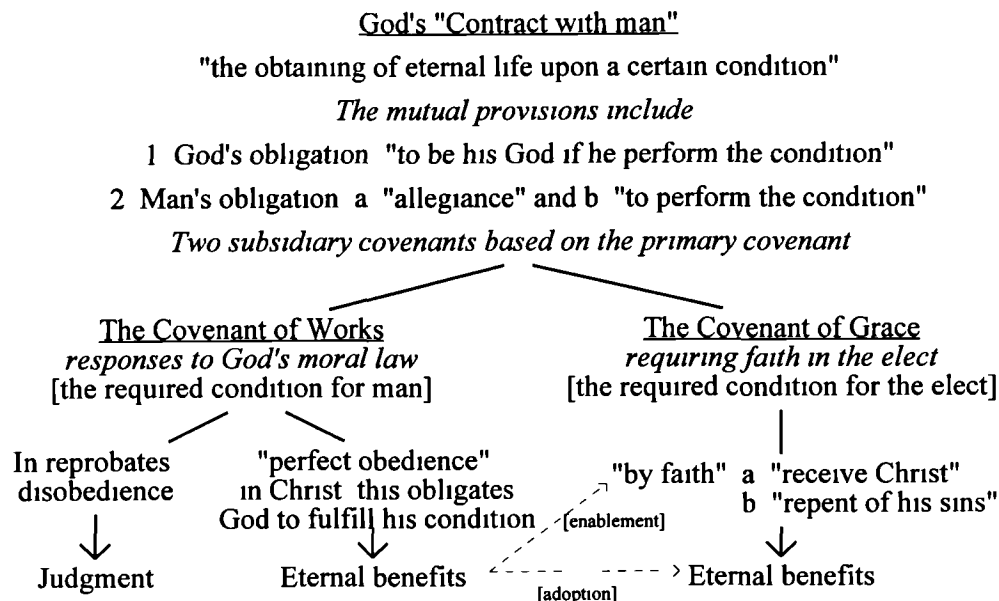 God's "Contract with man"
"the obtaining of eternal life upon a certain condition"
The mutual provisions include
1 God's obligation "to be his God if he perform the condition"
2 Man's obligation a "allegiance" and b "to perform the condition"
Two subsidiary covenants based on the primary covenant
The Covenant of Works
responses to God's moral law
[the required condition for man]
The Covenant of Grace
requiring faith in the elect
[the required condition for the elect]
In reprobates
disobedience
Judgment
"perfect obedience"
in Christ this obligates
God to fulfill his condition
Eternal benefits
[enablement]
[adoption]
"by faith" a "receive Christ"
b "repent of his sins"
Eternal benefits